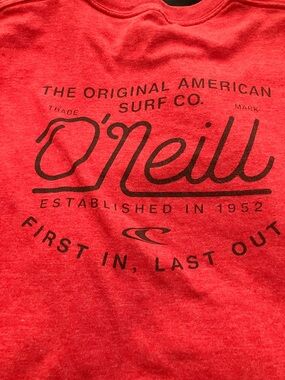 THE ORIGINAL AMERICAN
SURF CO.
TRADE MARK
O'Neill
ESTABLISHED IN 1952
FIRST IN, LAST OUT